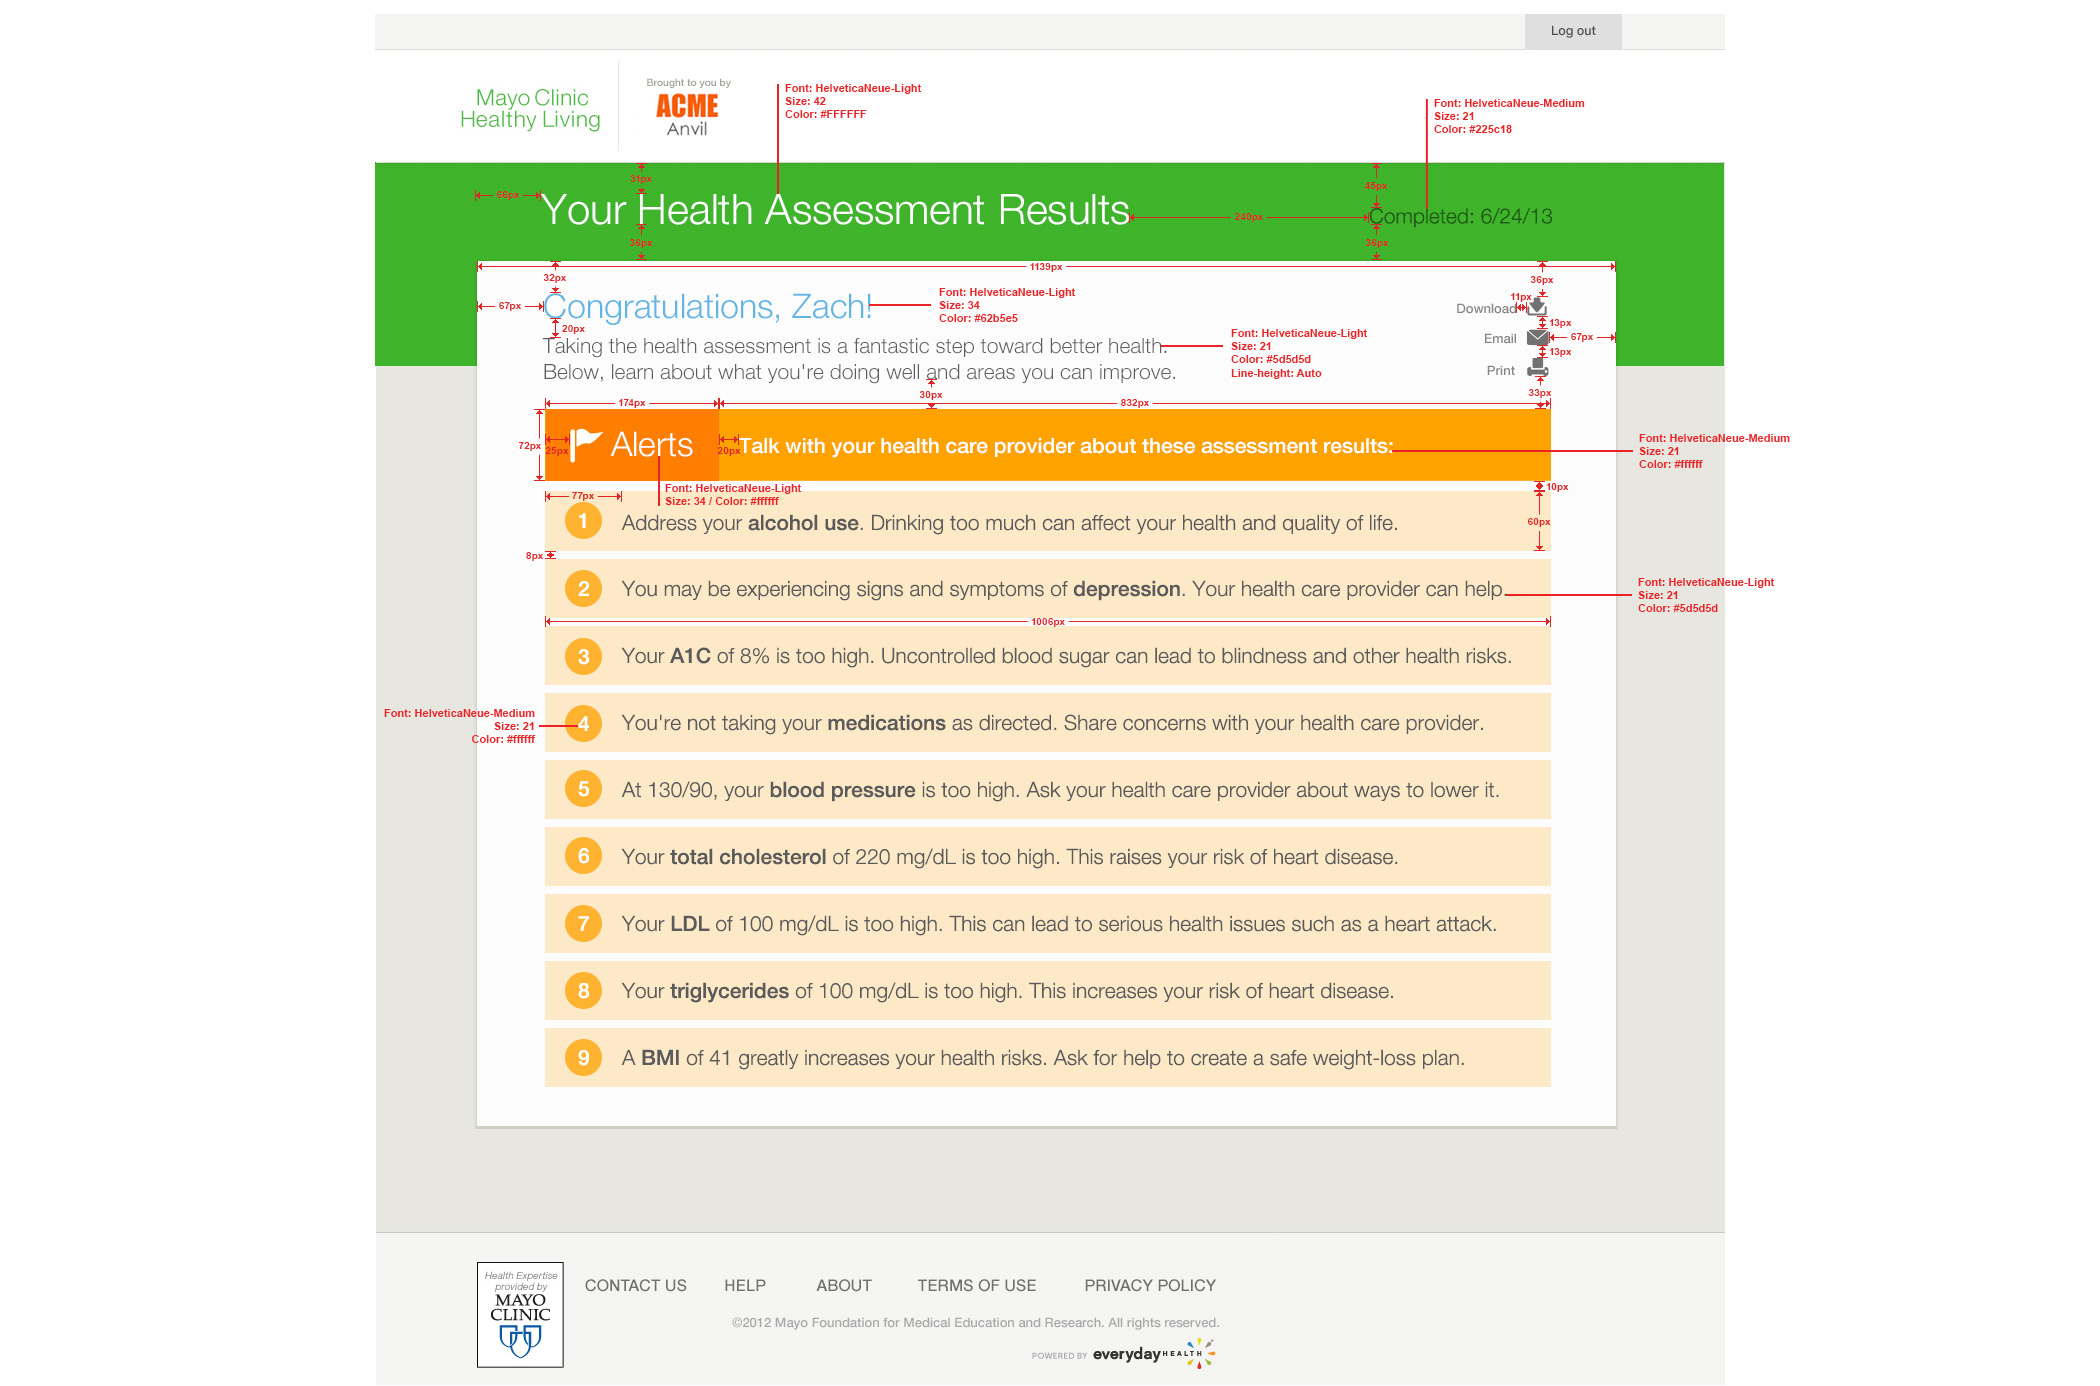 Log out
Mayo Clinic
Healthy Living
Brought to you by
ACME
Anvil
Font: HelveticaNeue-Light
Size: 42
Color: #FFFFFF
Font: HelveticaNeue-Medium
Size: 21
Color: #225c18
31px
45px
66px
Your Health Assessment Results
240px
Completed: 6/24/13
36px
36px
1139px
32px
36px
67px
Congratulations, Zach!
Font: HelveticaNeue-Light
Size: 34
Color: #62b5e5
11px
Download
13px
20px
Taking the health assessment is a fantastic step toward better health.
Below, learn about what you're doing well and areas you can improve.
Font: HelveticaNeue-Light
Size: 21
Color: #5d5d5d
Line-height: Auto
Email
67px
13px
Print
30px
33px
174px
832px
72px
25px
Alerts
20px
Talk with your health care provider about these assessment results:
Font: HelveticaNeue-Medium
Size: 21
Color: #ffffff
Font: HelveticaNeue-Light
Size: 34 / Color: #ffffff
77px
10px
60px
1
Address your alcohol use. Drinking too much can affect your health and quality of life.
8px
2
You may be experiencing signs and symptoms of depression. Your health care provider can help.
Font: HelveticaNeue-Light
Size: 21
Color: #5d5d5d
1006px
3
Your A1C of 8% is too high. Uncontrolled blood sugar can lead to blindness and other health risks.
Font: HelveticaNeue-Medium
Size: 21
Color: #ffffff
4
You're not taking your medications as directed. Share concerns with your health care provider.
5
At 130/90, your blood pressure is too high. Ask your health care provider about ways to lower it.
6
Your total cholesterol of 220 mg/dL is too high. This raises your risk of heart disease.
7
Your LDL of 100 mg/dL is too high. This can lead to serious health issues such as a heart attack.
8
Your triglycerides of 100 mg/dL is too high. This increases your risk of heart disease.
9
A BMI of 41 greatly increases your health risks. Ask for help to create a safe weight-loss plan.
Health Expertise
provided by
MAYO
CLINIC
CONTACT US
HELP
ABOUT
TERMS OF USE
PRIVACY POLICY
©2012 Mayo Foundation for Medical Education and Research. All rights reserved.
POWERED BY everyday HEALTH